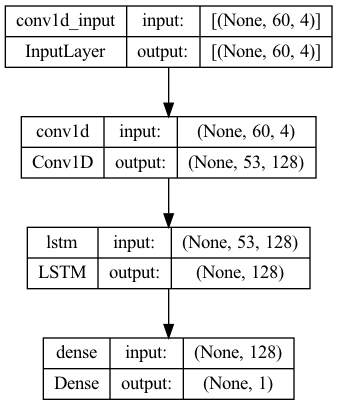 conv1d_input input: [(None, 60, 4)]
InputLayer output: [(None, 60, 4)]
conv1d input: (None, 60, 4)
Conv1D output: (None, 53, 128)
lstm input: (None, 53, 128)
LSTM output: (None, 128)
dense input: (None, 128)
Dense output: (None, 1)